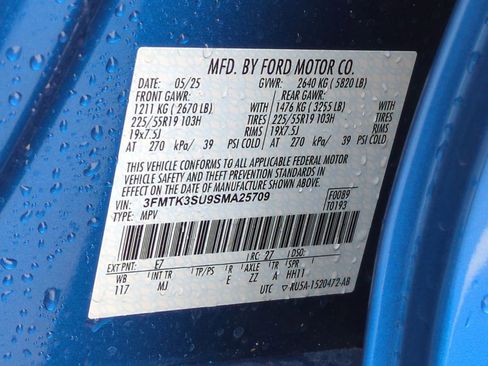 MFD. BY FORD MOTOR CO.
DATE: 05/25 GVWR: 2640 KG ( 5820 LB)
FRONT GAWR: REAR GAWR:
1211 KG ( 2670 LB) 1476 KG ( 3255 LB)
225/55R19 103H TIRES 225/55R19 103H TIRES
19x7.5J RIMS 19X7.5J RIMS
AT 270 kPa/ 39 PSI COLD AT 270 kPa/ 39 PSI COLD
THIS VEHICLE CONFORMS TO ALL APPLICABLE FEDERAL MOTOR
VEHICLE SAFETY AND THEFT PREVENTION STANDARDS IN
EFFECT ON THE DATE OF MANUFACTURE SHOWN ABOVE.
VIN: 3FMTK3SU9SMA25709 F0089
TYPE: MPV T0193
EXT PNT: E7 RC: 27 DSO:
WB INT TR TP/PS R AXLE TR SPR
117 MJ E ZZ A HH11
UTC ▽ RU5A-1520472-AB